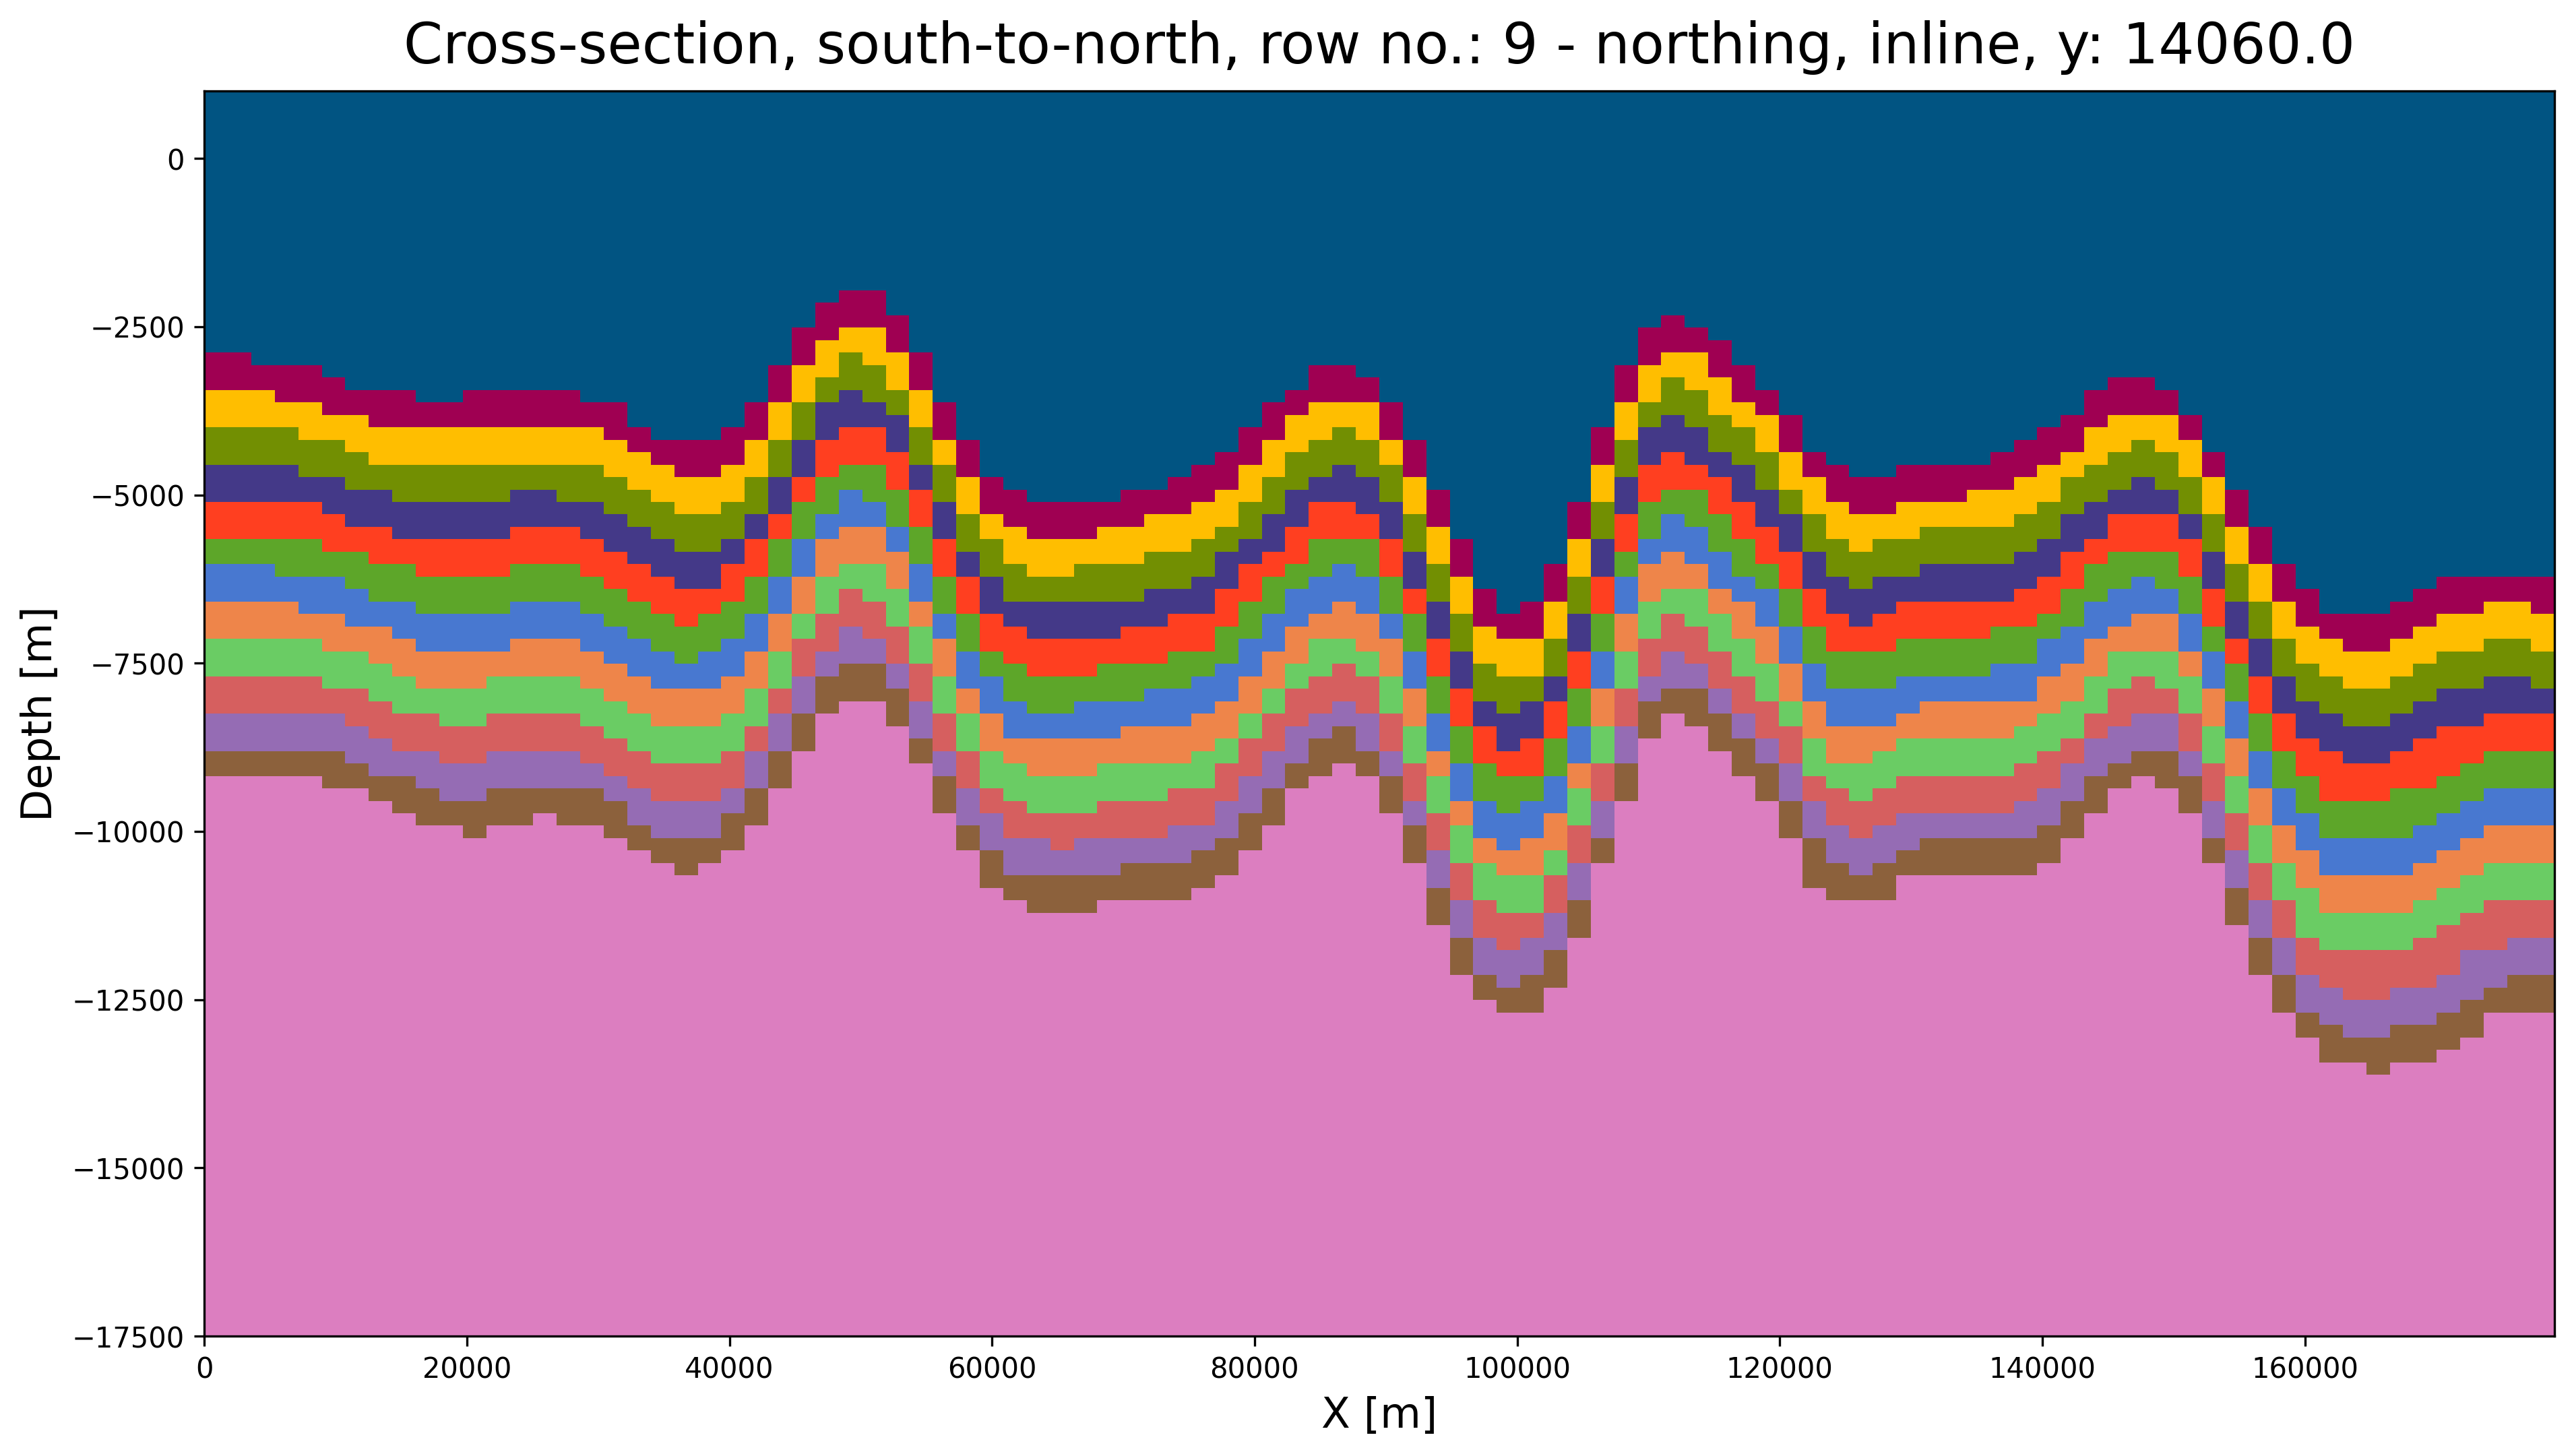 Cross-section, south-to-north, row no.: 9 - northing, inline, y: 14060.0
0
−2500
−5000
−7500
−10000
−12500
−15000
−17500
Depth [m]
0 20000 40000 60000 80000 100000 120000 140000 160000
X [m]